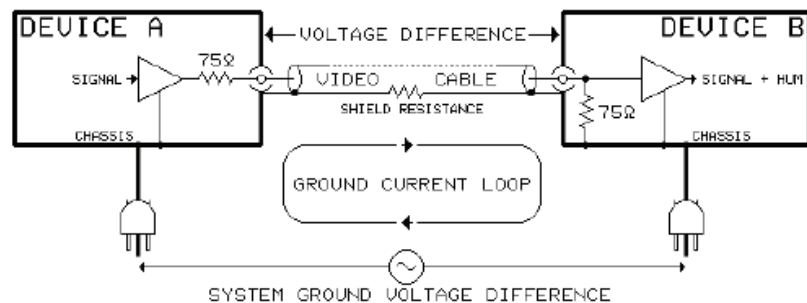 DEVICE A
VOLTAGE DIFFERENCE
DEVICE B
75Ω
SIGNAL
VIDEO CABLE
SIGNAL + HUM
SHIELD RESISTANCE
75Ω
CHASSIS
CHASSIS
GROUND CURRENT LOOP
SYSTEM GROUND VOLTAGE DIFFERENCE